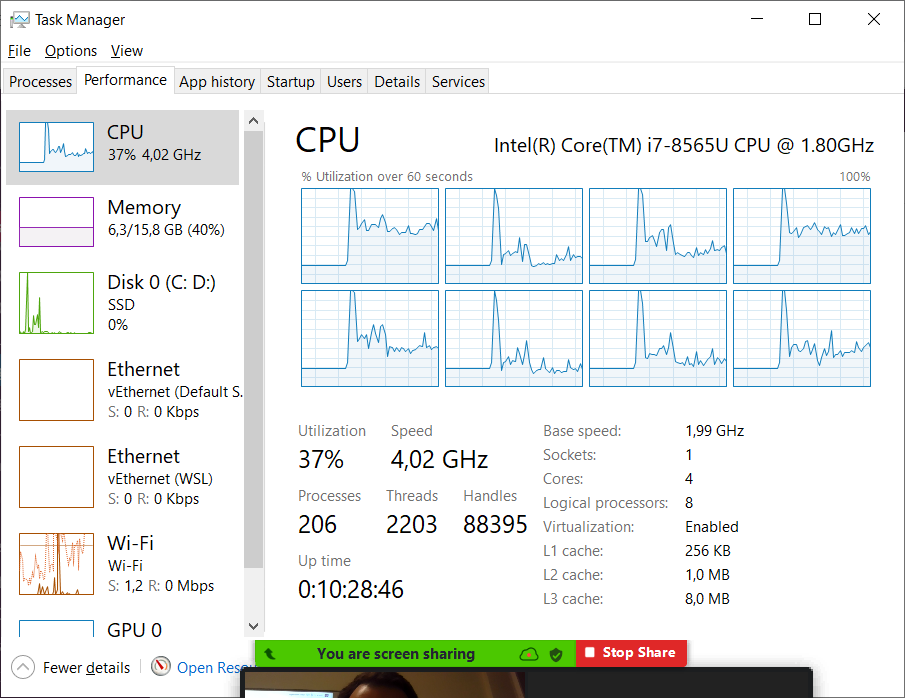 Task Manager
File Options View
Processes Performance App history Startup Users Details Services
CPU
37% 4,02 GHz
Memory
6,3/15,8 GB (40%)
Disk 0 (C: D:)
SSD
0%
Ethernet
vEthernet (Default S.
S: 0 R: 0 Kbps
Ethernet
vEthernet (WSL)
S: 0 R: 0 Kbps
Wi-Fi
Wi-Fi
S: 1,2 R: 0 Mbps
GPU 0
CPU Intel(R) Core(TM) i7-8565U CPU @ 1.80GHz
% Utilization over 60 seconds 100%
Utilization Speed
37% 4,02 GHz
Processes Threads Handles
206 2203 88395
Up time
0:10:28:46
Base speed: 1,99 GHz
Sockets: 1
Cores: 4
Logical processors: 8
Virtualization: Enabled
L1 cache: 256 KB
L2 cache: 1,0 MB
L3 cache: 8,0 MB
Fewer details Open Resou
You are screen sharing Stop Share